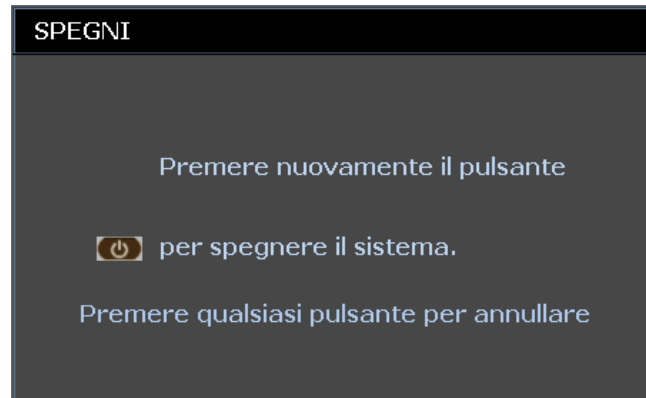 SPEGNI
Premere nuovamente il pulsante
per spegnere il sistema.
Premere qualsiasi pulsante per annullare